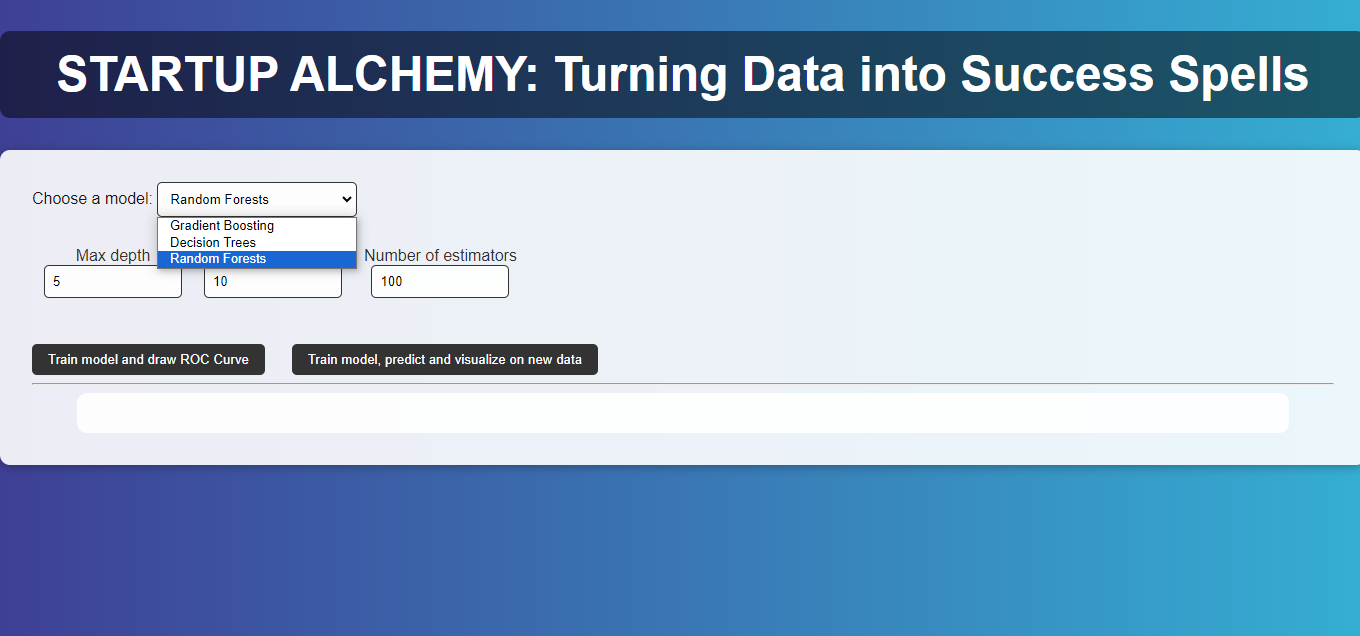 STARTUP ALCHEMY: Turning Data into Success Spells
Choose a model: Random Forests
Gradient Boosting
Decision Trees
Random Forests
Max depth Number of estimators
5 10 100
Train model and draw ROC Curve Train model, predict and visualize on new data